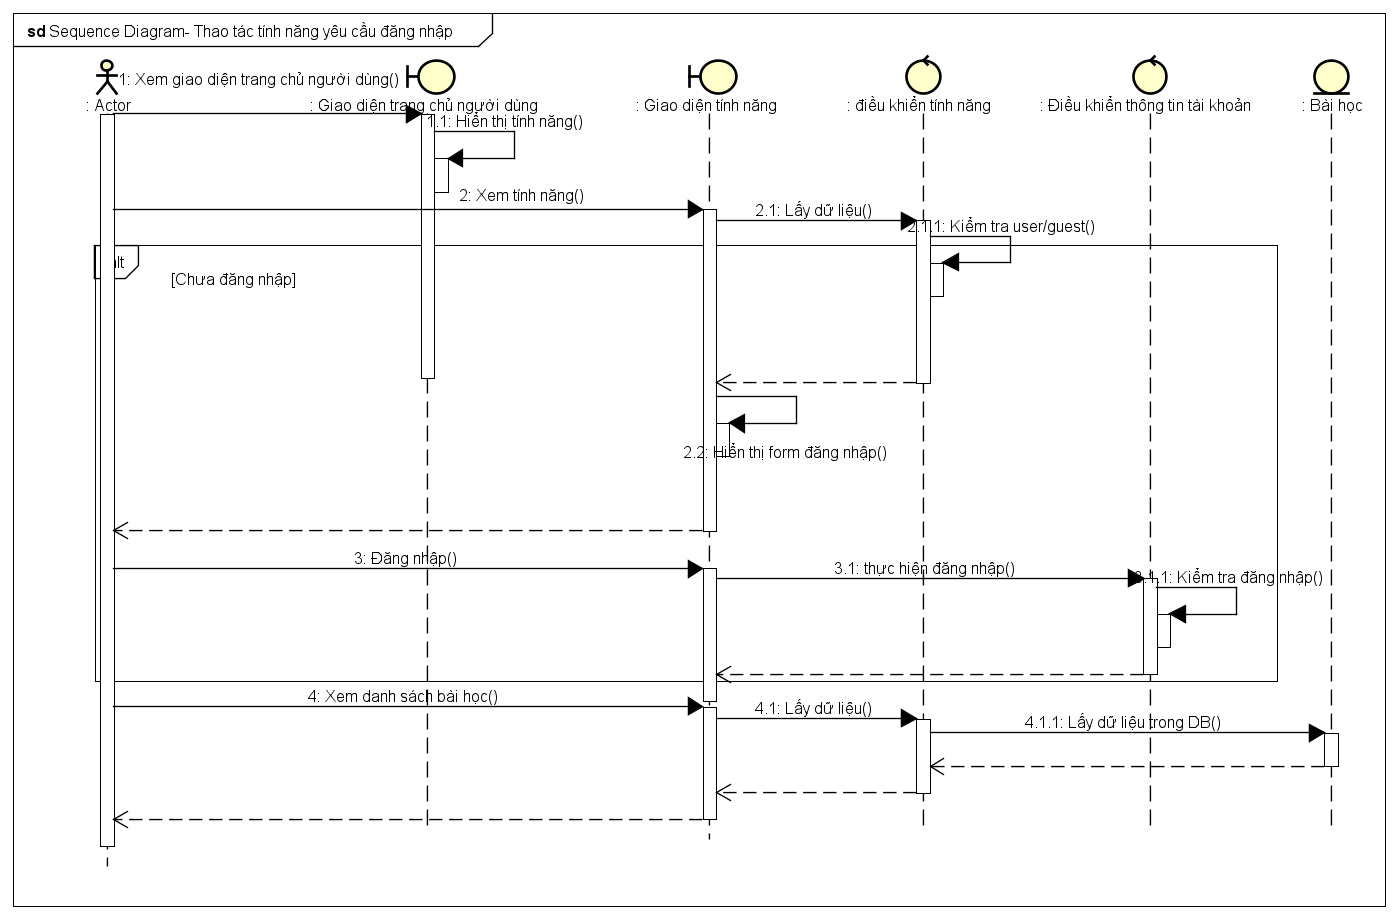 sd Sequence Diagram- Thao tác tính năng yêu cầu đăng nhập
1: Xem giao diện trang chủ người dùng()
: Actor
: Giao diện trang chủ người dùng
: Giao diện tính năng
: điều khiển tính năng
: Điều khiển thông tin tài khoản
: Bài học
1.1: Hiển thị tính năng()
2: Xem tính năng()
2.1: Lấy dữ liệu()
2.1.1: Kiểm tra user/guest()
alt
[Chưa đăng nhập]
2.2: Hiển thị form đăng nhập()
3: Đăng nhập()
3.1: thực hiện đăng nhập()
3.1.1: Kiểm tra đăng nhập()
4: Xem danh sách bài học()
4.1: Lấy dữ liệu()
4.1.1: Lấy dữ liệu trong DB()